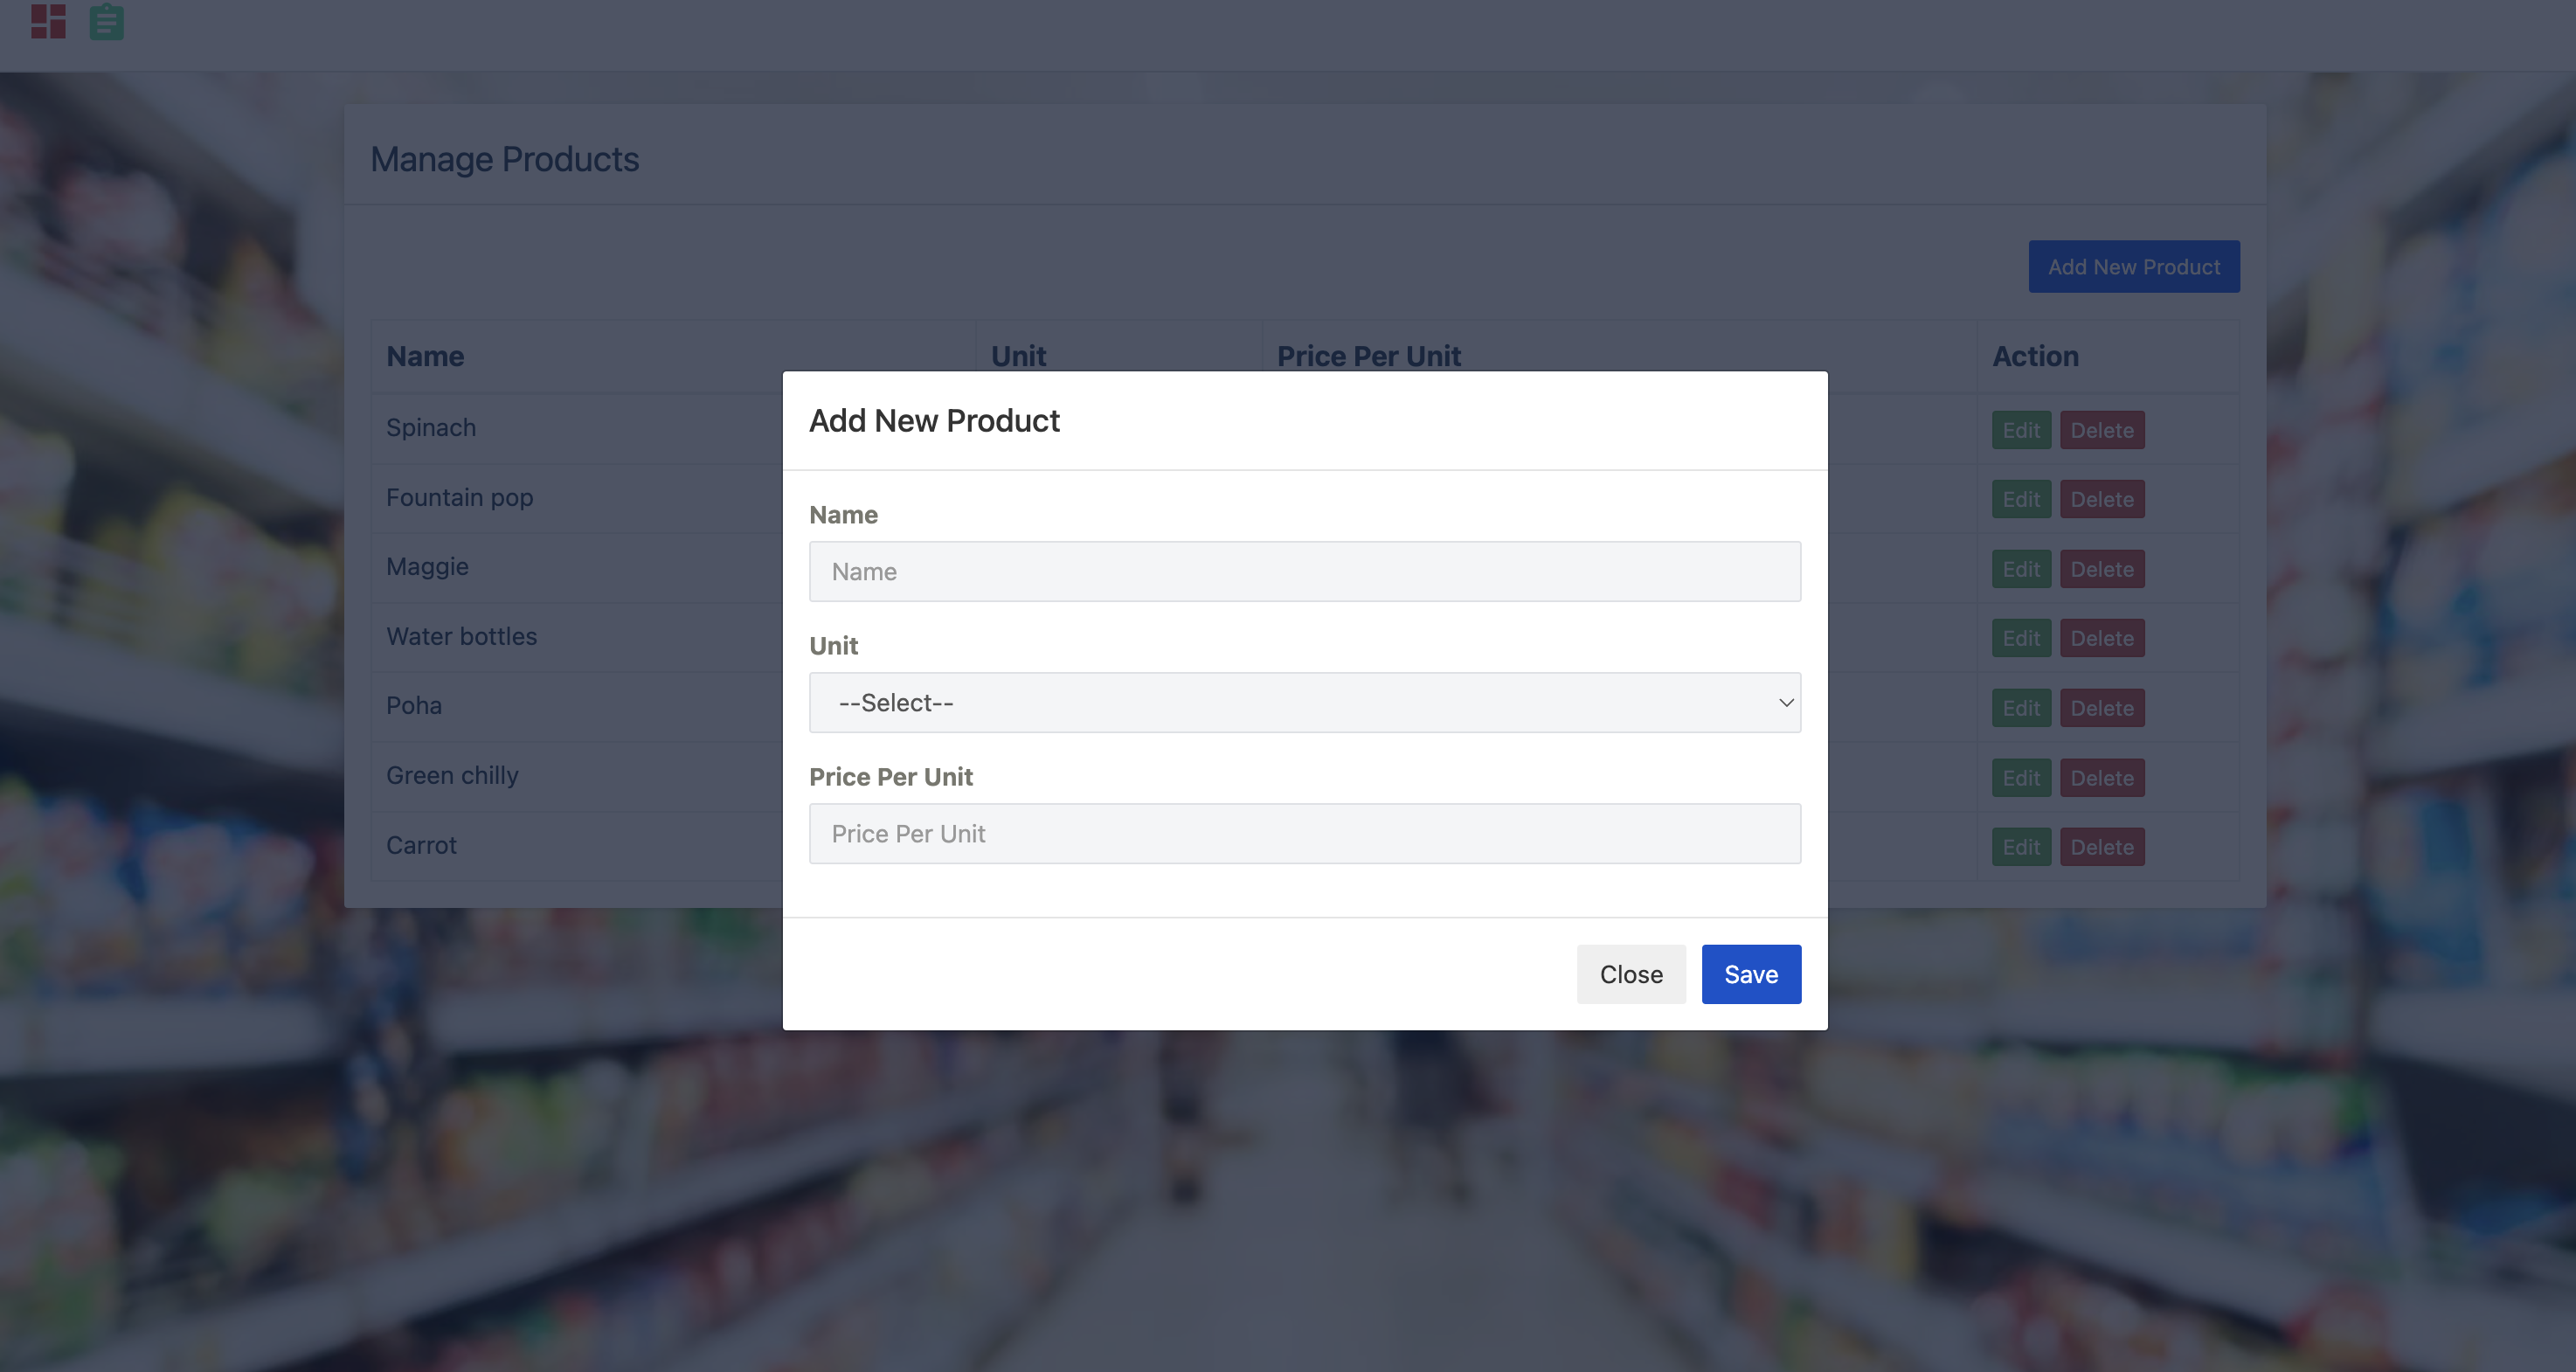 Manage Products
Add New Product
Name Unit Price Per Unit Action
Spinach Edit Delete
Fountain pop Edit Delete
Maggie Edit Delete
Water bottles Edit Delete
Poha Edit Delete
Green chilly Edit Delete
Carrot Edit Delete
Add New Product
Name
Name
Unit
--Select--
Price Per Unit
Price Per Unit
Close Save